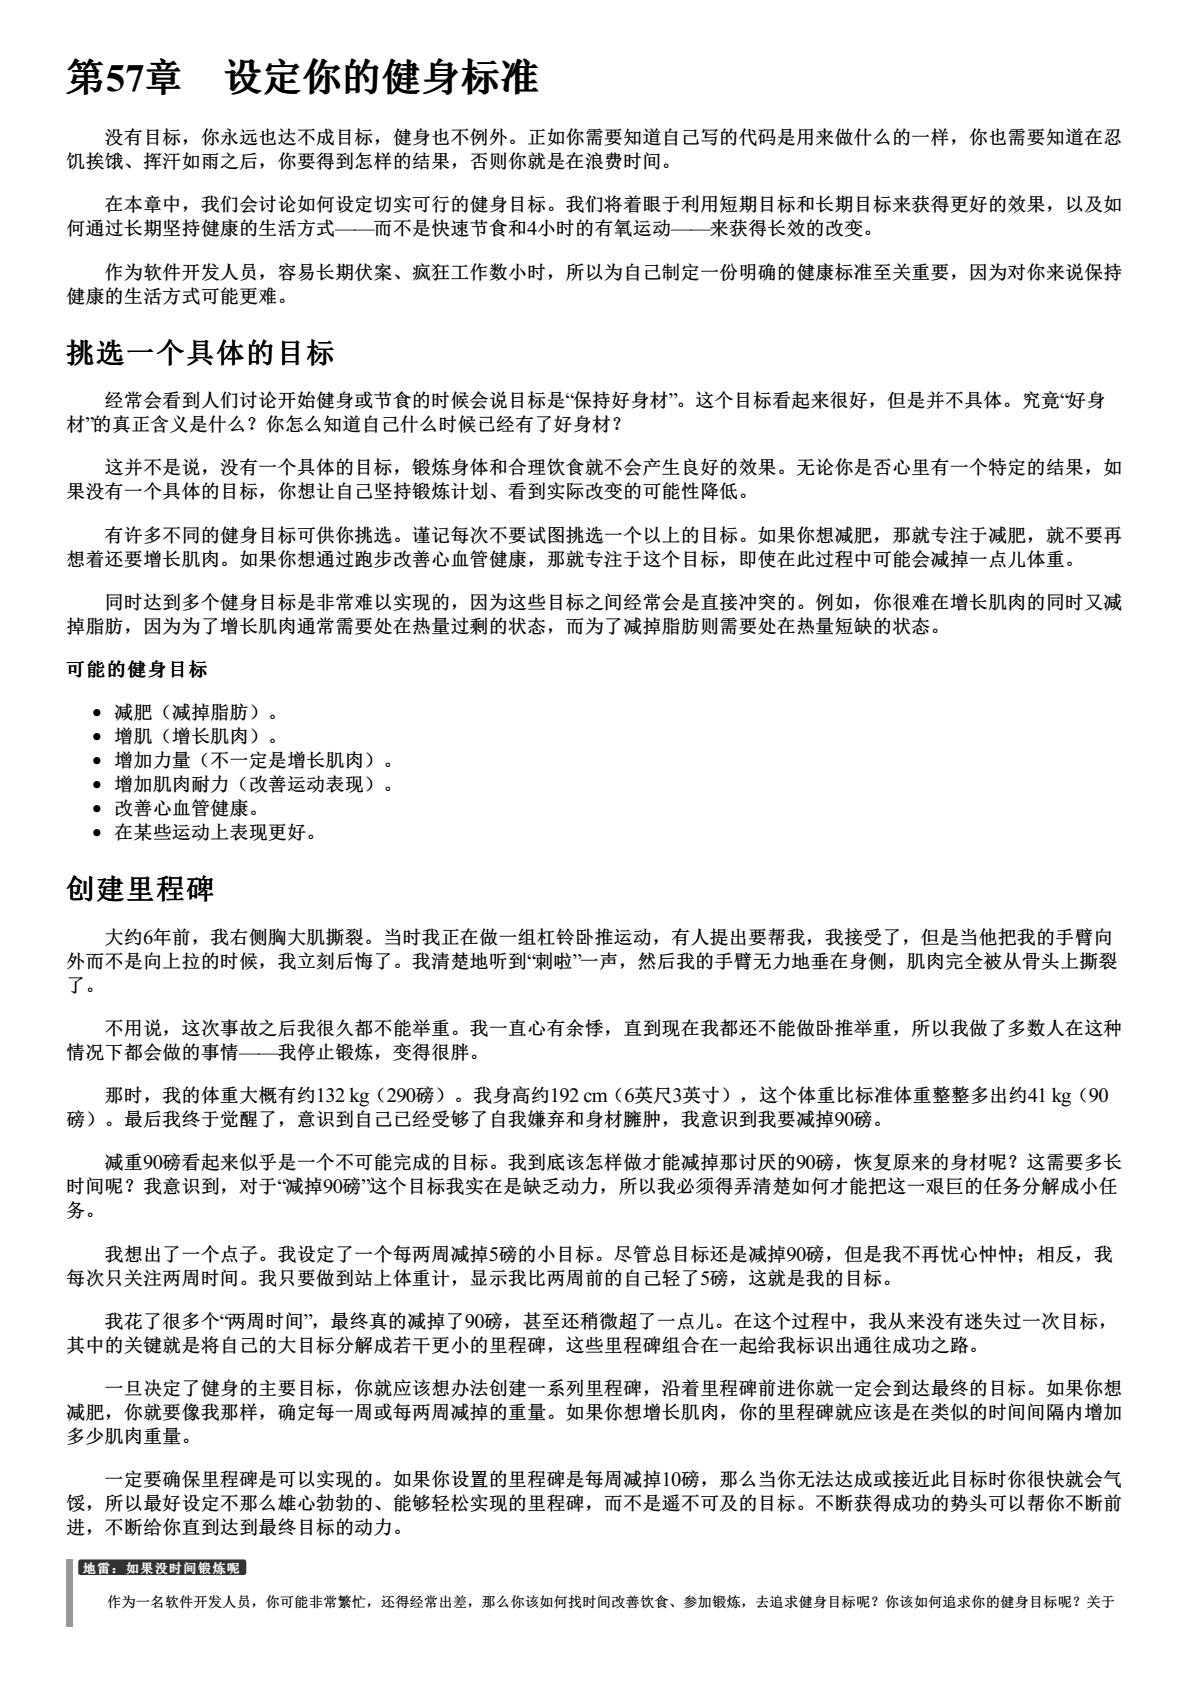 第57章　设定你的健身标准
没有目标，你永远也达不成目标，健身也不例外。正如你需要知道自己写的代码是用来做什么的一样，你也需要知道在忍
饥挨饿、挥汗如雨之后，你要得到怎样的结果，否则你就是在浪费时间。
在本章中，我们会讨论如何设定切实可行的健身目标。我们将着眼于利用短期目标和长期目标来获得更好的效果，以及如
何通过长期坚持健康的生活方式——而不是快速节食和4小时的有氧运动——来获得长效的改变。
作为软件开发人员，容易长期伏案、疯狂工作数小时，所以为自己制定一份明确的健康标准至关重要，因为对你来说保持
健康的生活方式可能更难。
挑选一个具体的目标
经常会看到人们讨论开始健身或节食的时候会说目标是“保持好身材”。这个目标看起来很好，但是并不具体。究竟“好身
材”的真正含义是什么？你怎么知道自己什么时候已经有了好身材？
这并不是说，没有一个具体的目标，锻炼身体和合理饮食就不会产生良好的效果。无论你是否心里有一个特定的结果，如
果没有一个具体的目标，你想让自己坚持锻炼计划、看到实际改变的可能性降低。
有许多不同的健身目标可供你挑选。谨记每次不要试图挑选一个以上的目标。如果你想减肥，那就专注于减肥，就不要再
想着还要增长肌肉。如果你想通过跑步改善心血管健康，那就专注于这个目标，即使在此过程中可能会减掉一点儿体重。
同时达到多个健身目标是非常难以实现的，因为这些目标之间经常会是直接冲突的。例如，你很难在增长肌肉的同时又减
掉脂肪，因为为了增长肌肉通常需要处在热量过剩的状态，而为了减掉脂肪则需要处在热量短缺的状态。
可能的健身目标
● 减肥（减掉脂肪）。
● 增肌（增长肌肉）。
● 增加力量（不一定是增长肌肉）。
● 增加肌肉耐力（改善运动表现）。
● 改善心血管健康。
● 在某些运动上表现更好。
创建里程碑
大约6年前，我右侧胸大肌撕裂。当时我正在做一组杠铃卧推运动，有人提出要帮我，我接受了，但是当他把我的手臂向
外而不是向上拉的时候，我立刻后悔了。我清楚地听到“刺啦”一声，然后我的手臂无力地垂在身侧，肌肉完全被从骨头上撕裂
了。
不用说，这次事故之后我很久都不能举重。我一直心有余悸，直到现在我都还不能做卧推举重，所以我做了多数人在这种
情况下都会做的事情——我停止锻炼，变得很胖。
那时，我的体重大概有约132 kg（290磅）。我身高约192 cm（6英尺3英寸），这个体重比标准体重整整多出约41 kg（90
磅）。最后我终于觉醒了，意识到自己已经受够了自我嫌弃和身材臃肿，我意识到我要减掉90磅。
减重90磅看起来似乎是一个不可能完成的目标。我到底该怎样做才能减掉那讨厌的90磅，恢复原来的身材呢？这需要多长
时间呢？我意识到，对于“减掉90磅”这个目标我实在是缺乏动力，所以我必须得弄清楚如何才能把这一艰巨的任务分解成小任
务。
我想出了一个点子。我设定了一个每两周减掉5磅的小目标。尽管总目标还是减掉90磅，但是我不再忧心忡忡；相反，我
每次只关注两周时间。我只要做到站上体重计，显示我比两周前的自己轻了5磅，这就是我的目标。
我花了很多个“两周时间”，最终真的减掉了90磅，甚至还稍微超了一点儿。在这个过程中，我从来没有迷失过一次目标，
其中的关键就是将自己的大目标分解成若干更小的里程碑，这些里程碑组合在一起给我标识出通往成功之路。
一旦决定了健身的主要目标，你就应该想办法创建一系列里程碑，沿着里程碑前进你就一定会到达最终的目标。如果你想
减肥，你就要像我那样，确定每一周或每两周减掉的重量。如果你想增长肌肉，你的里程碑就应该是在类似的时间间隔内增加
多少肌肉重量。
一定要确保里程碑是可以实现的。如果你设置的里程碑是每周减掉10磅，那么当你无法达成或接近此目标时你很快就会气
馁，所以最好设定不那么雄心勃勃的、能够轻松实现的里程碑，而不是遥不可及的目标。不断获得成功的势头可以帮你不断前
进，不断给你直到达到最终目标的动力。
地雷：如果没时间锻炼呢
作为一名软件开发人员，你可能非常繁忙，还得经常出差，那么你该如何找时间改善饮食、参加锻炼，去追求健身目标呢？你该如何追求你的健身目标呢？关于